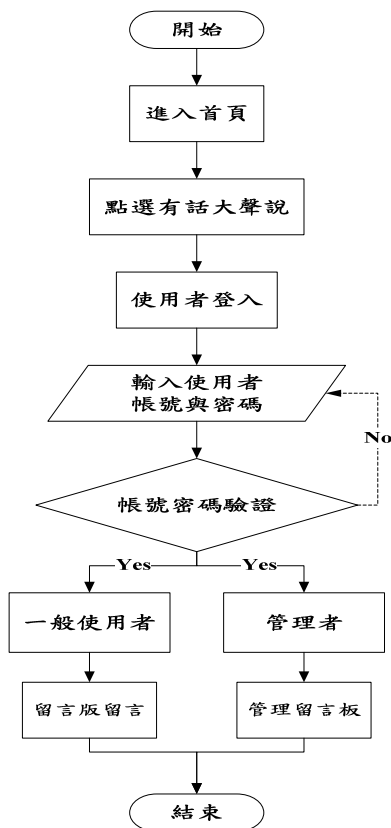 開始
進入首頁
點選有話大聲說
使用者登入
輸入使用者
帳號與密碼
No
帳號密碼驗證
Yes
Yes
一般使用者
管理者
留言版留言
管理留言板
結束